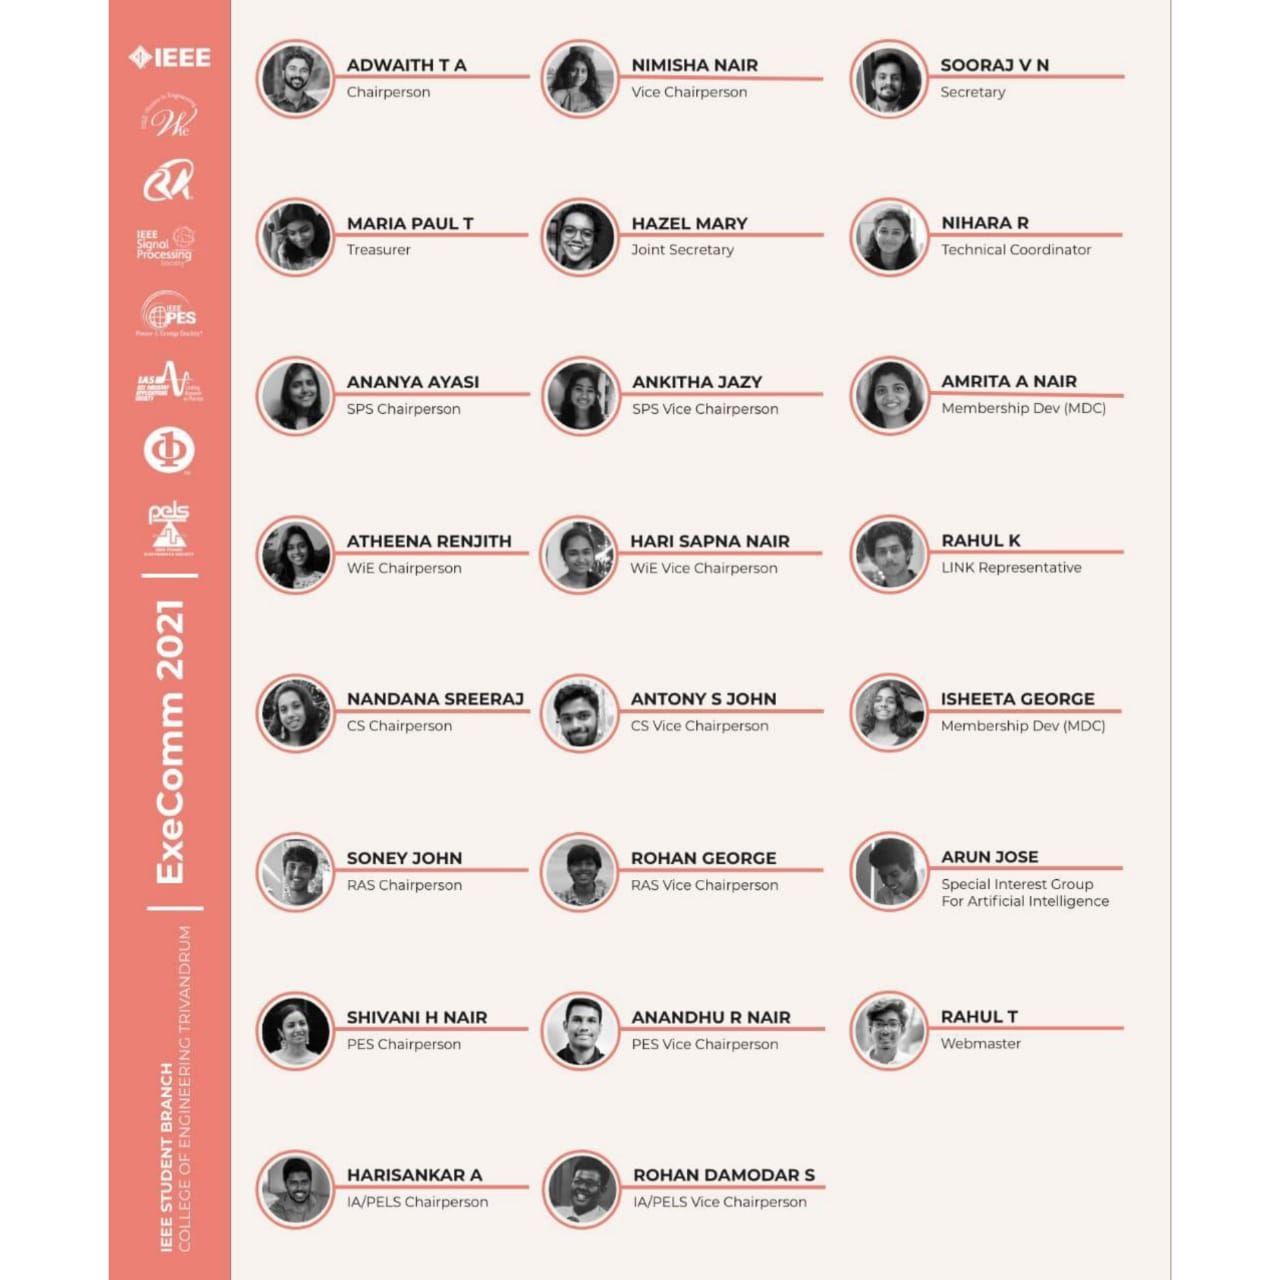 IEEE
Wie
RA
IEEE
Signal
Processing
Society
IEEE
PES
Power & Energy Society®
IAS
pels
ExeComm 2021
IEEE STUDENT BRANCH
COLLEGE OF ENGINEERING TRIVANDRUM
ADWAITH T A
Chairperson
NIMISHA NAIR
Vice Chairperson
SOORAJ V N
Secretary
MARIA PAUL T
Treasurer
HAZEL MARY
Joint Secretary
NIHARA R
Technical Coordinator
ANANYA AYASI
SPS Chairperson
ANKITHA JAZY
SPS Vice Chairperson
AMRITA A NAIR
Membership Dev (MDC)
ATHEENA RENJITH
WiE Chairperson
HARI SAPNA NAIR
WiE Vice Chairperson
RAHUL K
LINK Representative
NANDANA SREERAJ
CS Chairperson
ANTONY S JOHN
CS Vice Chairperson
ISHEETA GEORGE
Membership Dev (MDC)
SONEY JOHN
RAS Chairperson
ROHAN GEORGE
RAS Vice Chairperson
ARUN JOSE
Special Interest Group
For Artificial Intelligence
SHIVANI H NAIR
PES Chairperson
ANANDHU R NAIR
PES Vice Chairperson
RAHUL T
Webmaster
HARISANKAR A
IA/PELS Chairperson
ROHAN DAMODAR S
IA/PELS Vice Chairperson